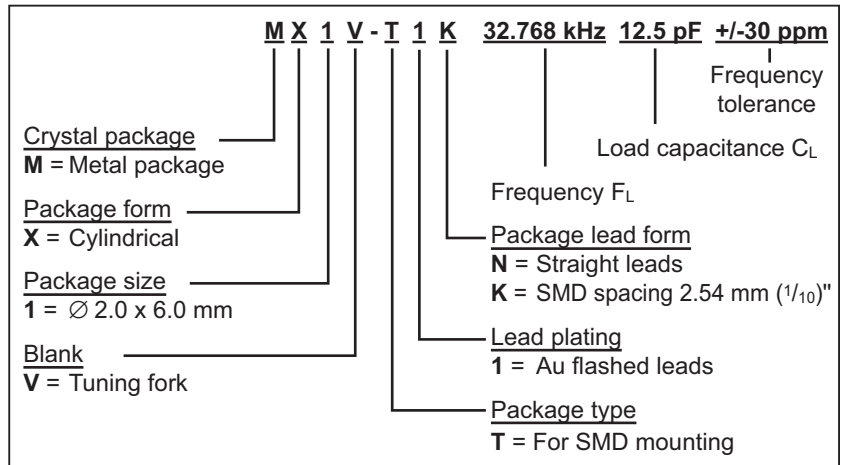 M X 1 V - T 1 K 32.768 kHz 12.5 pF +/-30 ppm
Frequency
tolerance
Load capacitance CL
Frequency FL
Crystal package
M = Metal package
Package form
X = Cylindrical
Package size
1 = ∅ 2.0 x 6.0 mm
Blank
V = Tuning fork
Package lead form
N = Straight leads
K = SMD spacing 2.54 mm (1/10)"
Lead plating
1 = Au flashed leads
Package type
T = For SMD mounting